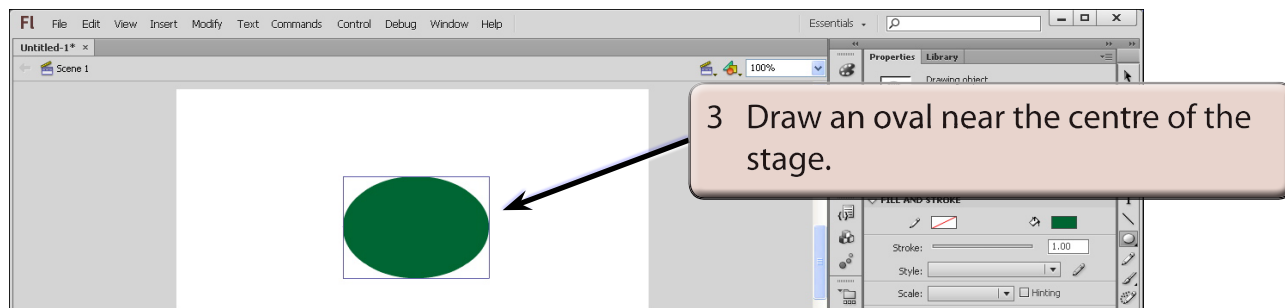 Fl File Edit View Insert Modify Text Commands Control Debug Window Help Essentials
Untitled-1* ×
Scene 1 100%
Properties Library
Drawing object
3 Draw an oval near the centre of the
stage.
FILL AND STROKE
Stroke: 1.00
Style:
Scale: Hinting